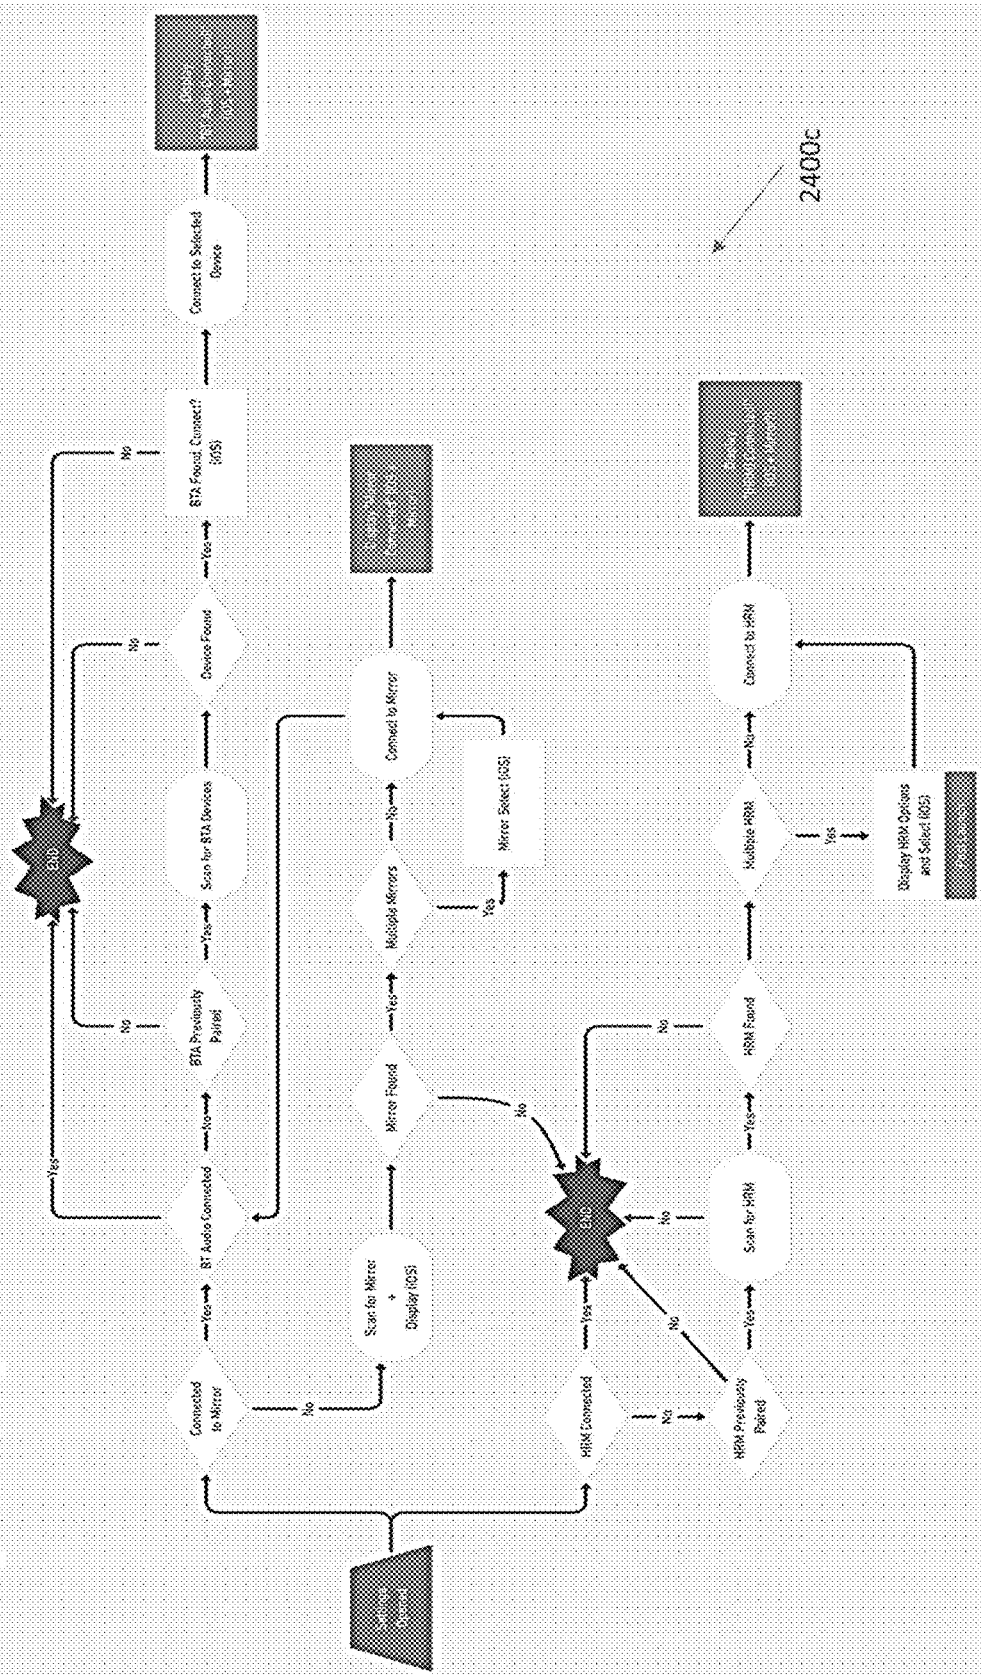 2400c
Connected
to Mirror
Yes
BT Audio Connected
Yes
No
BTA Previously
Paired
No
Yes
Scan for BTA Devices
Device Found
No
Yes
BTA Found, Connect?
(iOS)
No
Connect to Selected
Device
END
No
Scan for Mirror
+
Display (iOS)
Mirror Found
No
Yes
Multiple Mirrors
Yes
No
Mirror Select (iOS)
Connect to Mirror
HRM Connected
Yes
No
END
HRM Previously
Paired
No
Yes
Scan for HRM
No
Yes
HRM Found
No
Multiple HRM
Yes
No
Display HRM Options
and Select (iOS)
Connect to HRM